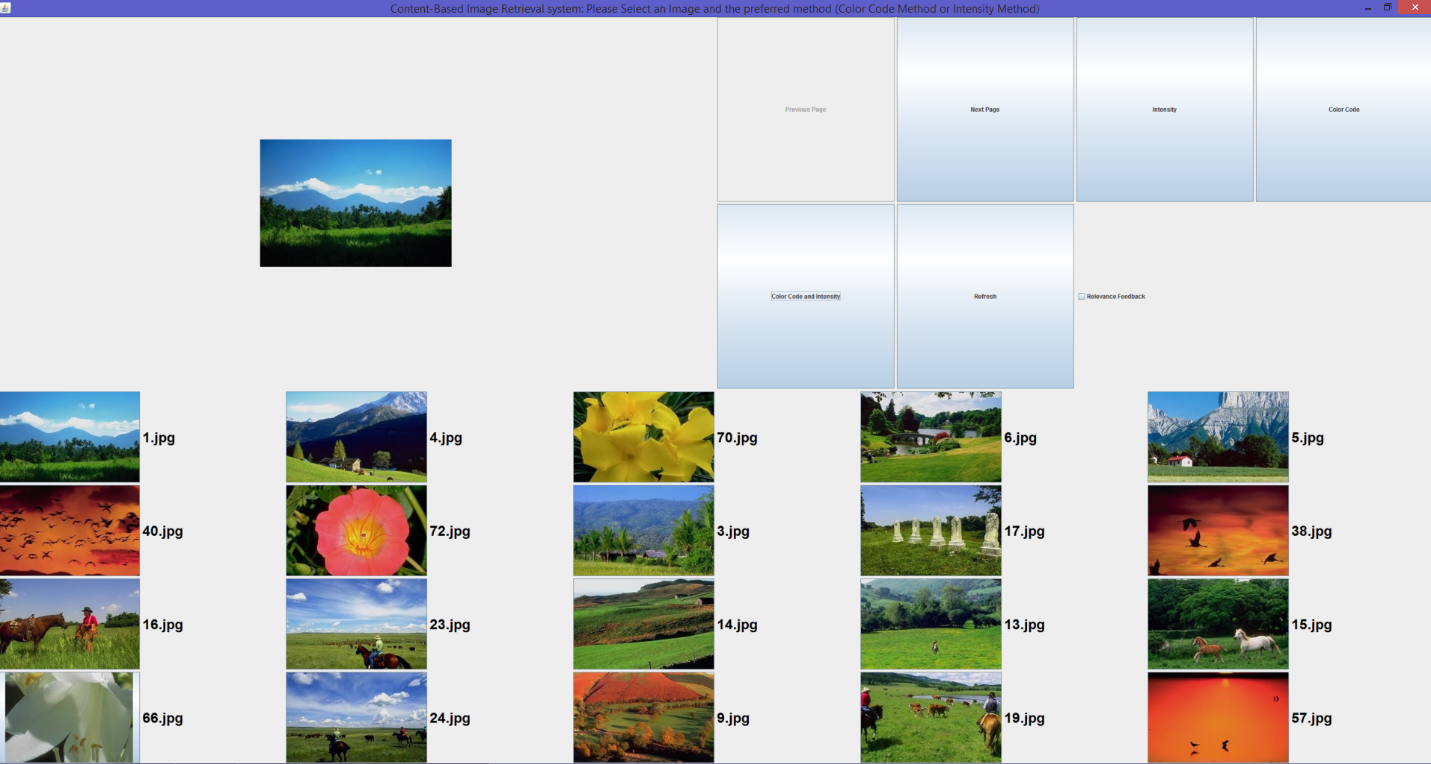 Content-Based Image Retrieval system: Please Select an Image and the preferred method (Color Code Method or Intensity Method)
Previous Page
Next Page
Intensity
Color Code
Color Code and Intensity
Refresh
Relevance Feedback
1.jpg
4.jpg
70.jpg
6.jpg
5.jpg
40.jpg
72.jpg
3.jpg
17.jpg
38.jpg
16.jpg
23.jpg
14.jpg
13.jpg
15.jpg
66.jpg
24.jpg
9.jpg
19.jpg
57.jpg